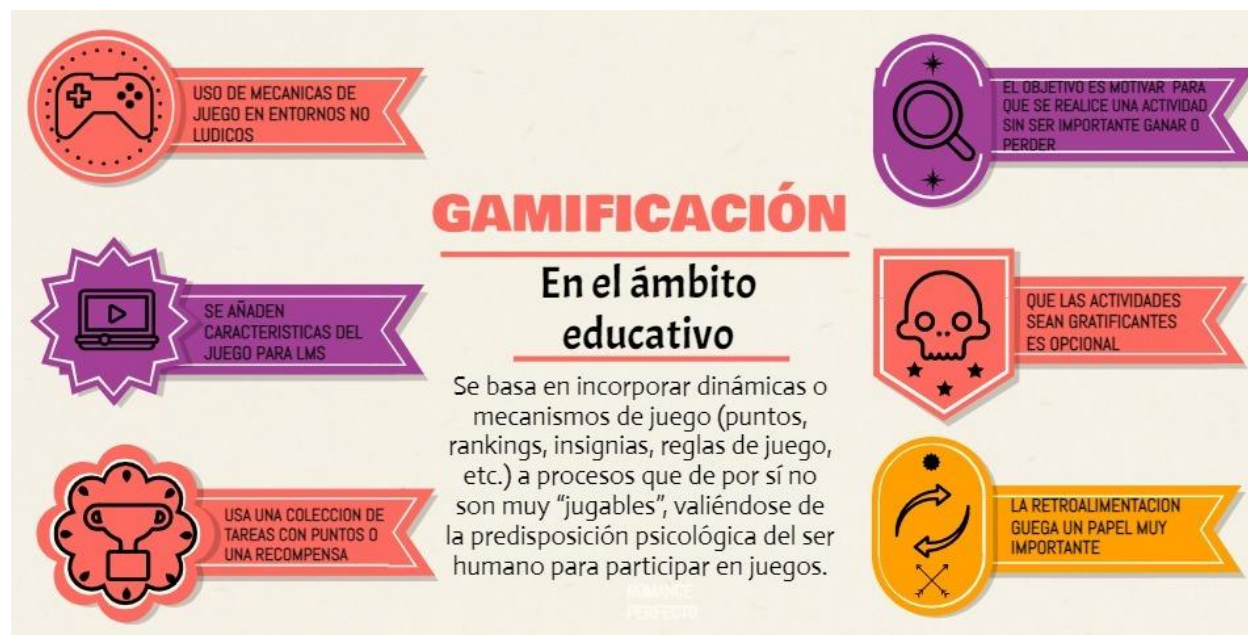 USO DE MECANICAS DE
JUEGO EN ENTORNOS NO
LUDICOS
SE AÑADEN
CARACTERISTICAS DEL
JUEGO PARA LMS
USA UNA COLECCION DE
TAREAS CON PUNTOS O
UNA RECOMPENSA
GAMIFICACIÓN
En el ámbito
educativo
Se basa en incorporar dinámicas o
mecanismos de juego (puntos,
rankings, insignias, reglas de juego,
etc.) a procesos que de por sí no
son muy “jugables”, valiéndose de
la predisposición psicológica del ser
humano para participar en juegos.
ROMANCE
PERFECTO
EL OBJETIVO ES MOTIVAR PARA
QUE SE REALICE UNA ACTIVIDAD
SIN SER IMPORTANTE GANAR O
PERDER
QUE LAS ACTIVIDADES
SEAN GRATIFICANTES
ES OPCIONAL
LA RETROALIMENTACION
GUEGA UN PAPEL MUY
IMPORTANTE